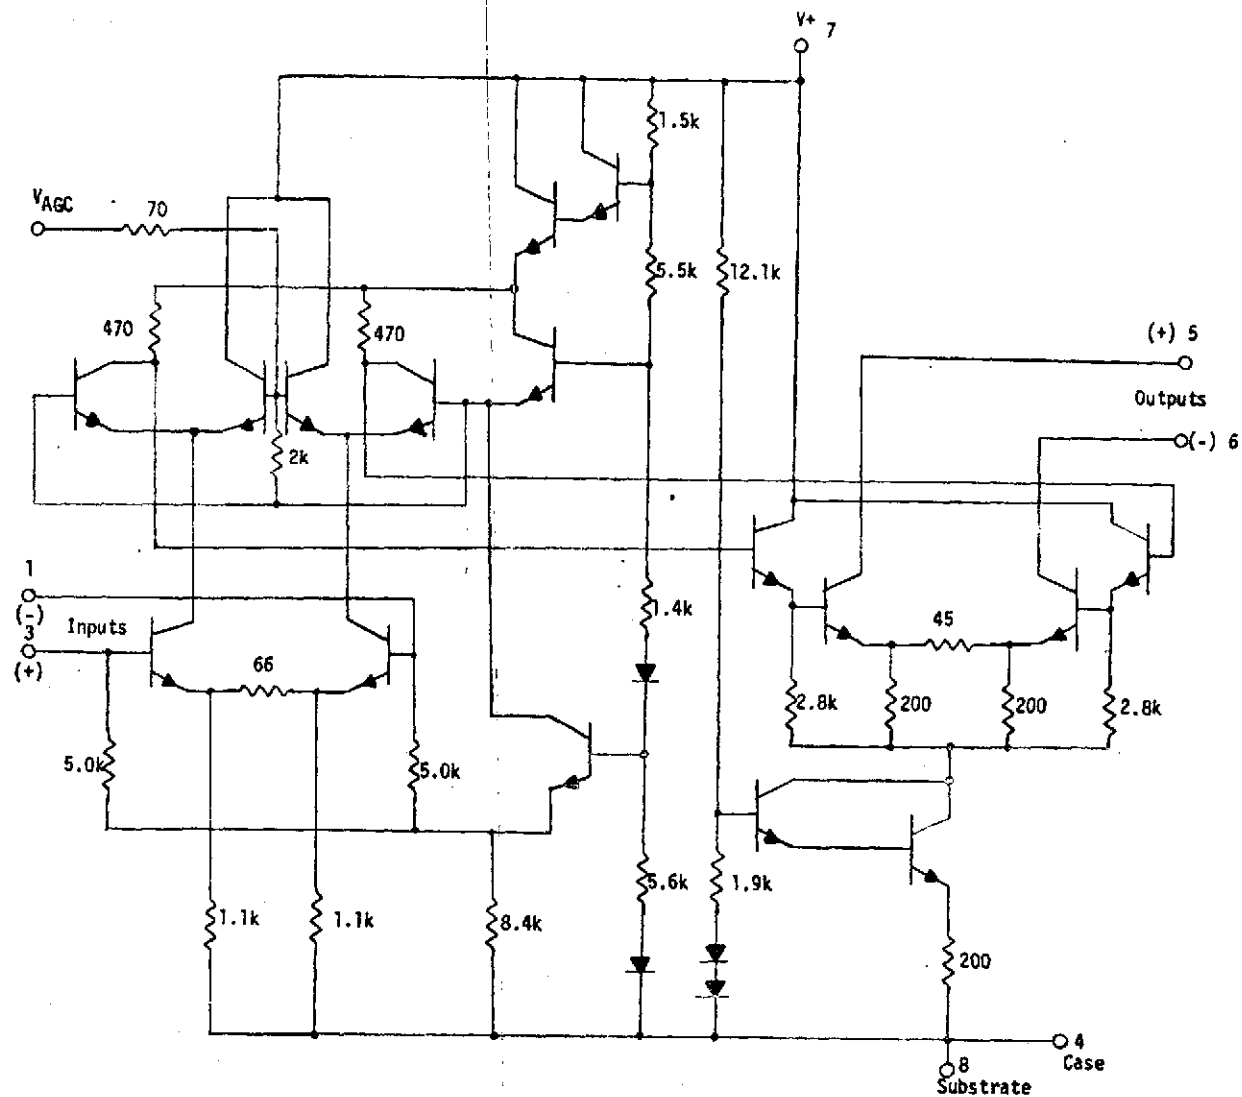 V+ 7
1.5k
VAGC
70
5.5k
12.1k
470
470
(+) 5
Outputs
(-) 6
2k
1
(-)
3
Inputs
(+)
1.4k
45
66
2.8k
200
200
2.8k
5.0k
5.0k
5.6k
1.9k
1.1k
1.1k
8.4k
200
4
Case
8
Substrate